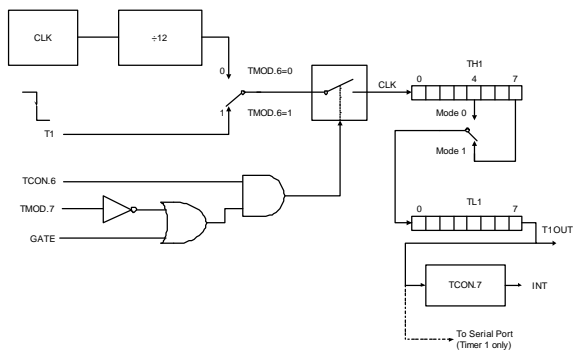 CLK
÷12
0
TMOD.6=0
1
TMOD.6=1
T1
CLK
TH1
0 4 7
Mode 0
Mode 1
TCON.6
TMOD.7
GATE
TL1
0 7
T1OUT
TCON.7
INT
To Serial Port
(Timer 1 only)